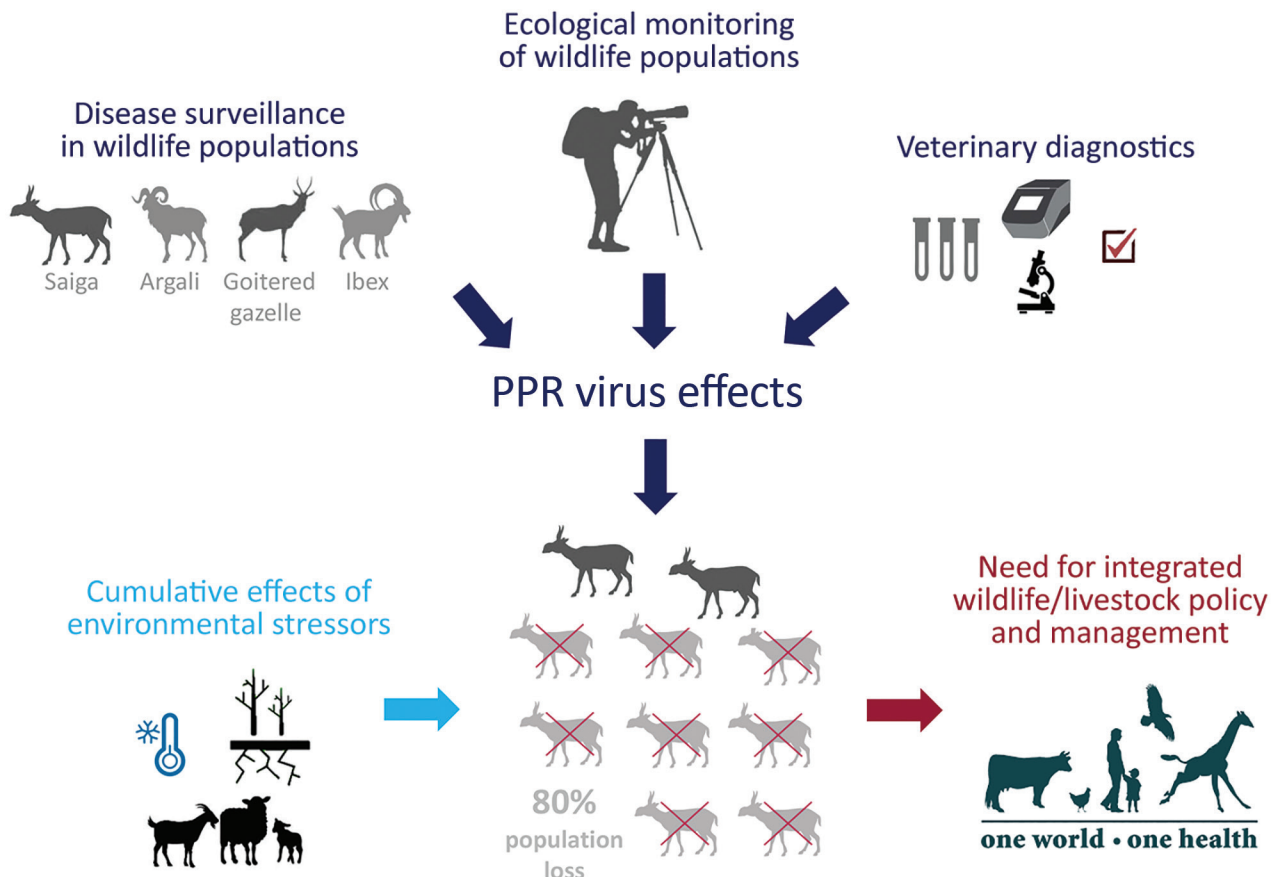 Ecological monitoring
of wildlife populations
Disease surveillance
in wildlife populations
Saiga
Argali
Goitered
gazelle
Ibex
Veterinary diagnostics
PPR virus effects
Cumulative effects of
environmental stressors
80%
population
loss
Need for integrated
wildlife/livestock policy
and management
one world • one health